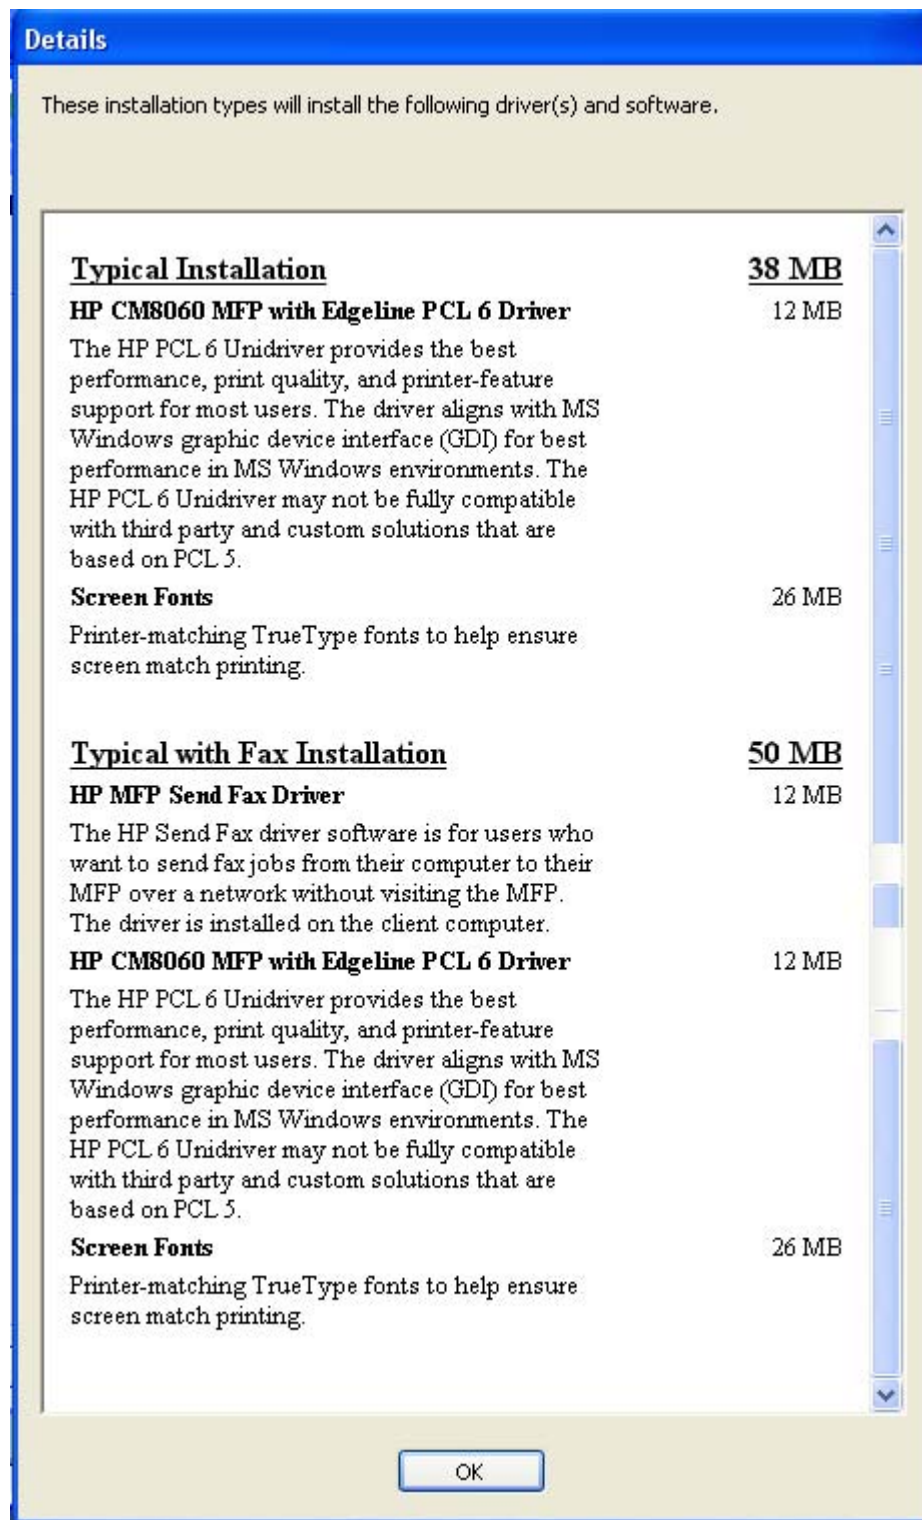 Details
These installation types will install the following driver(s) and software.
Typical Installation 38 MB
HP CM8060 MFP with Edgeline PCL 6 Driver 12 MB
The HP PCL 6 Unidriver provides the best
performance, print quality, and printer-feature
support for most users. The driver aligns with MS
Windows graphic device interface (GDI) for best
performance in MS Windows environments. The
HP PCL 6 Unidriver may not be fully compatible
with third party and custom solutions that are
based on PCL 5.
Screen Fonts 26 MB
Printer-matching TrueType fonts to help ensure
screen match printing.
Typical with Fax Installation 50 MB
HP MFP Send Fax Driver 12 MB
The HP Send Fax driver software is for users who
want to send fax jobs from their computer to their
MFP over a network without visiting the MFP.
The driver is installed on the client computer.
HP CM8060 MFP with Edgeline PCL 6 Driver 12 MB
The HP PCL 6 Unidriver provides the best
performance, print quality, and printer-feature
support for most users. The driver aligns with MS
Windows graphic device interface (GDI) for best
performance in MS Windows environments. The
HP PCL 6 Unidriver may not be fully compatible
with third party and custom solutions that are
based on PCL 5.
Screen Fonts 26 MB
Printer-matching TrueType fonts to help ensure
screen match printing.
OK